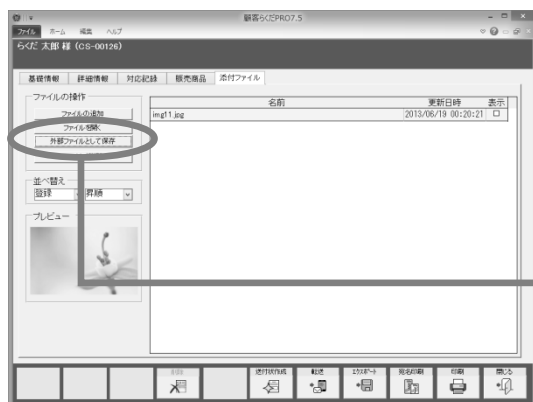 顧客らくだPRO7.5
ファイル ホーム 編集 ヘルプ
らくだ 太郎 様 (CS-00126)
基礎情報 詳細情報 対応記録 販売商品 添付ファイル
ファイルの操作
ファイルの追加
ファイルを開く
外部ファイルとして保存
名前 更新日時 表示
img11.jpg 2013/06/19 00:20:21
並べ替え
登録 昇順
プレビュー
削除 送付状作成 転送 エクスポート 宛名印刷 印刷 閉じる